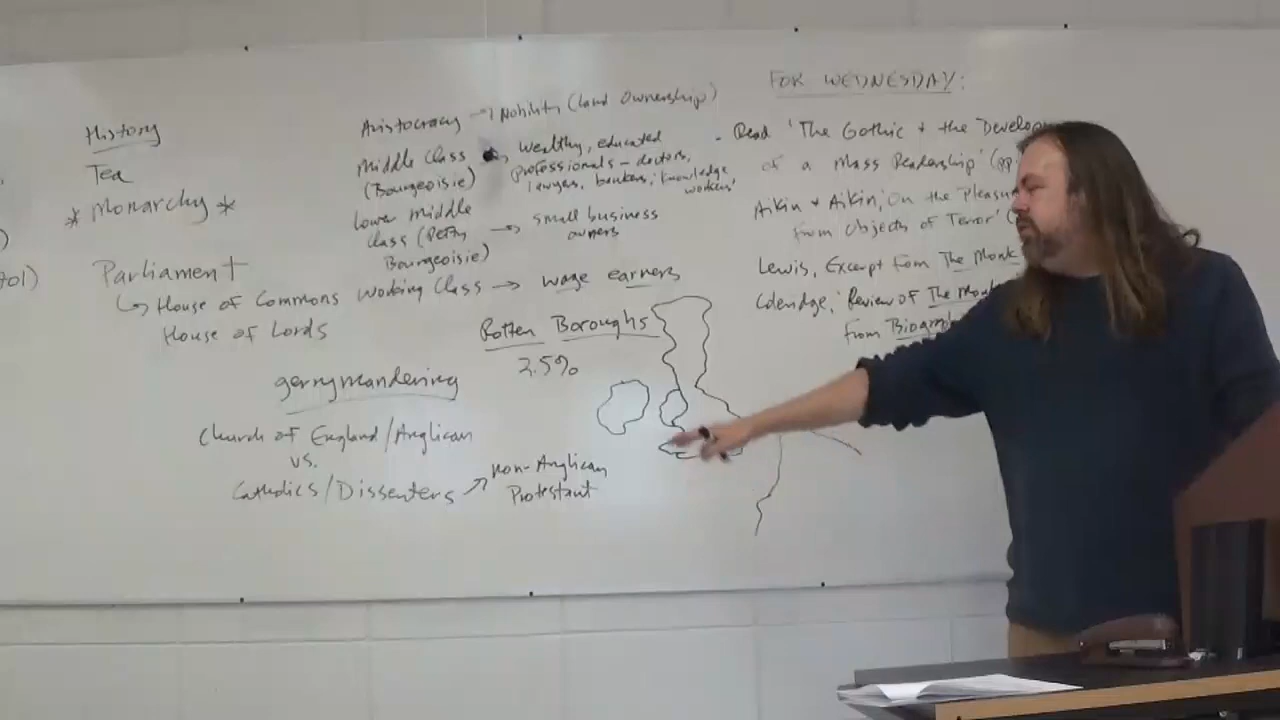 History
Tea
*Monarchy*
Parliament
↳ House of Commons
House of Lords
tol)
Aristocracy → Nobility (land ownership)
Middle Class → wealthy, educated
(Bourgeoisie) professionals - doctors,
lawyers, bankers, 'knowledge
workers'
Lower middle
class (Petty → small business
Bourgeoisie) owners
Working Class → wage earners
Rotten Boroughs
2.5%
gerrymandering
Church of England/Anglican
vs.
Catholics/Dissenters ↗ non-Anglican
Protestant
FOR WEDNESDAY:
- Read 'The Gothic + the Develop
of a Mass Readership' (pp
Aikin + Aikin, 'On the Pleasu
from Objects of Terror' (
Lewis, Excerpt from The Monk
Coleridge, 'Review of The Monk
from Biograph